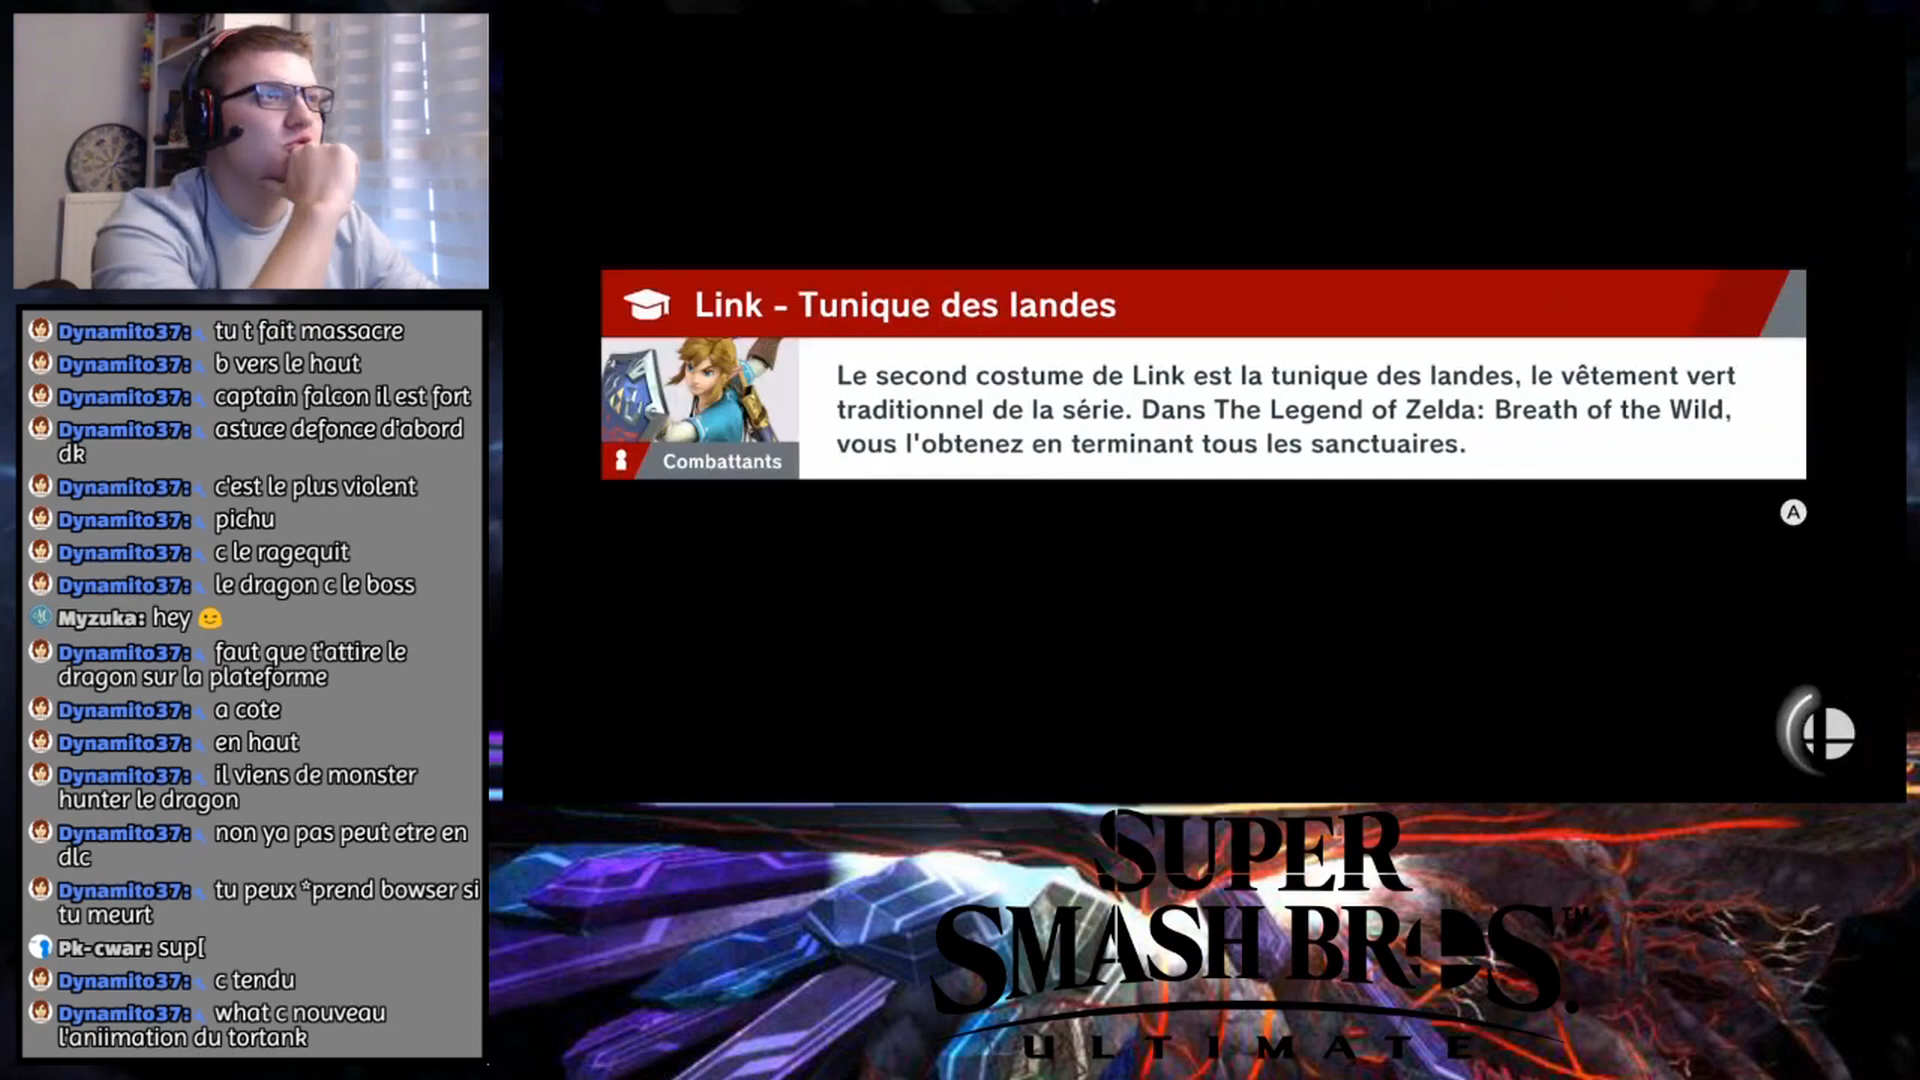 Dynamito37: tu t fait massacre
Dynamito37: b vers le haut
Dynamito37: captain falcon il est fort
Dynamito37: astuce defonce d'abord
dk
Dynamito37: c'est le plus violent
Dynamito37: pichu
Dynamito37: c le ragequit
Dynamito37: le dragon c le boss
Myzuka: hey 😉
Dynamito37: faut que t'attire le
dragon sur la plateforme
Dynamito37: a cote
Dynamito37: en haut
Dynamito37: il viens de monster
hunter le dragon
Dynamito37: non ya pas peut etre en
dlc
Dynamito37: tu peux *prend bowser si
tu meurt
Pk-cwar: sup[
Dynamito37: c tendu
Dynamito37: what c nouveau
l'aniimation du tortank
Link - Tunique des landes
Combattants
Le second costume de Link est la tunique des landes, le vêtement vert
traditionnel de la série. Dans The Legend of Zelda: Breath of the Wild,
vous l'obtenez en terminant tous les sanctuaires.
A
SUPER
SMASH BROS.™
ULTIMATE